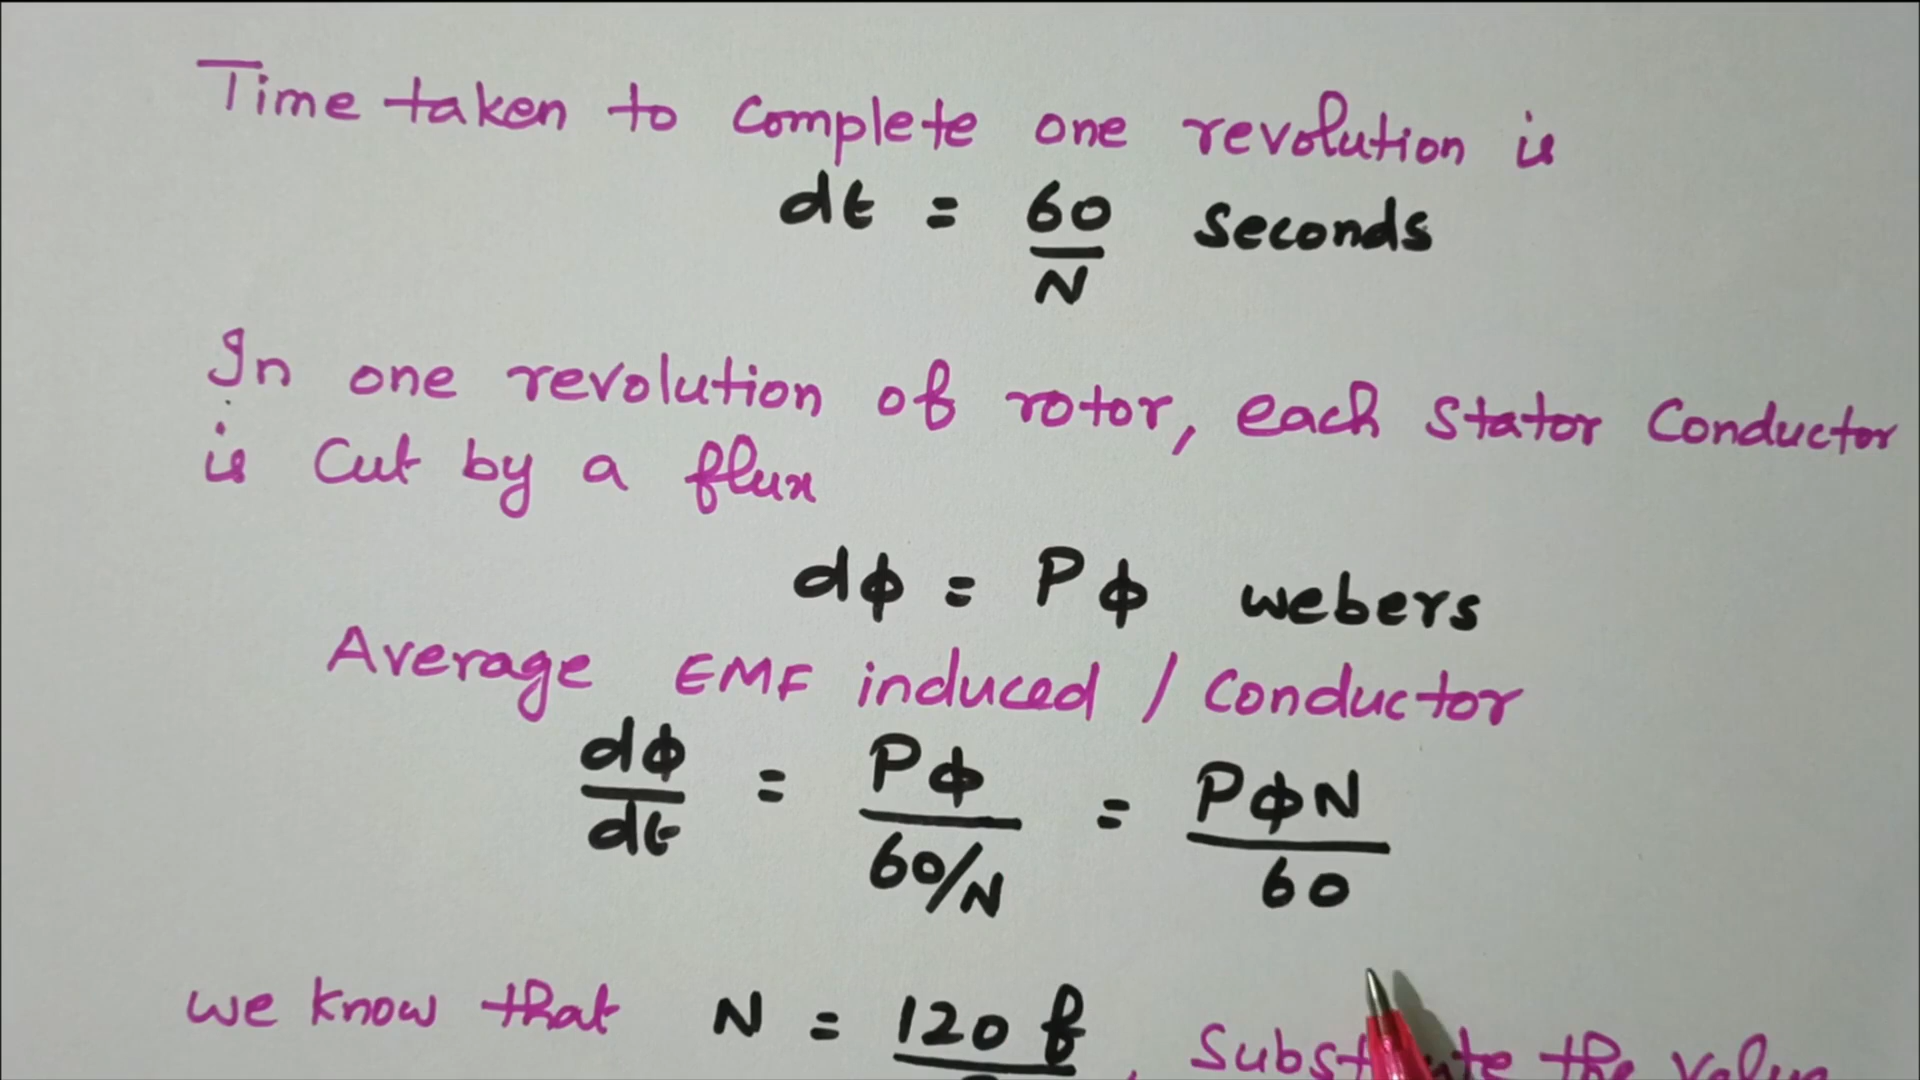 Time taken to complete one revolution is
dt = 60/N seconds
In one revolution of rotor, each stator conductor
is cut by a flux
dϕ = Pϕ webers
Average EMF induced / conductor
dϕ/dt = Pϕ/(60/N) = PϕN/60
we know that N = 120 f , the